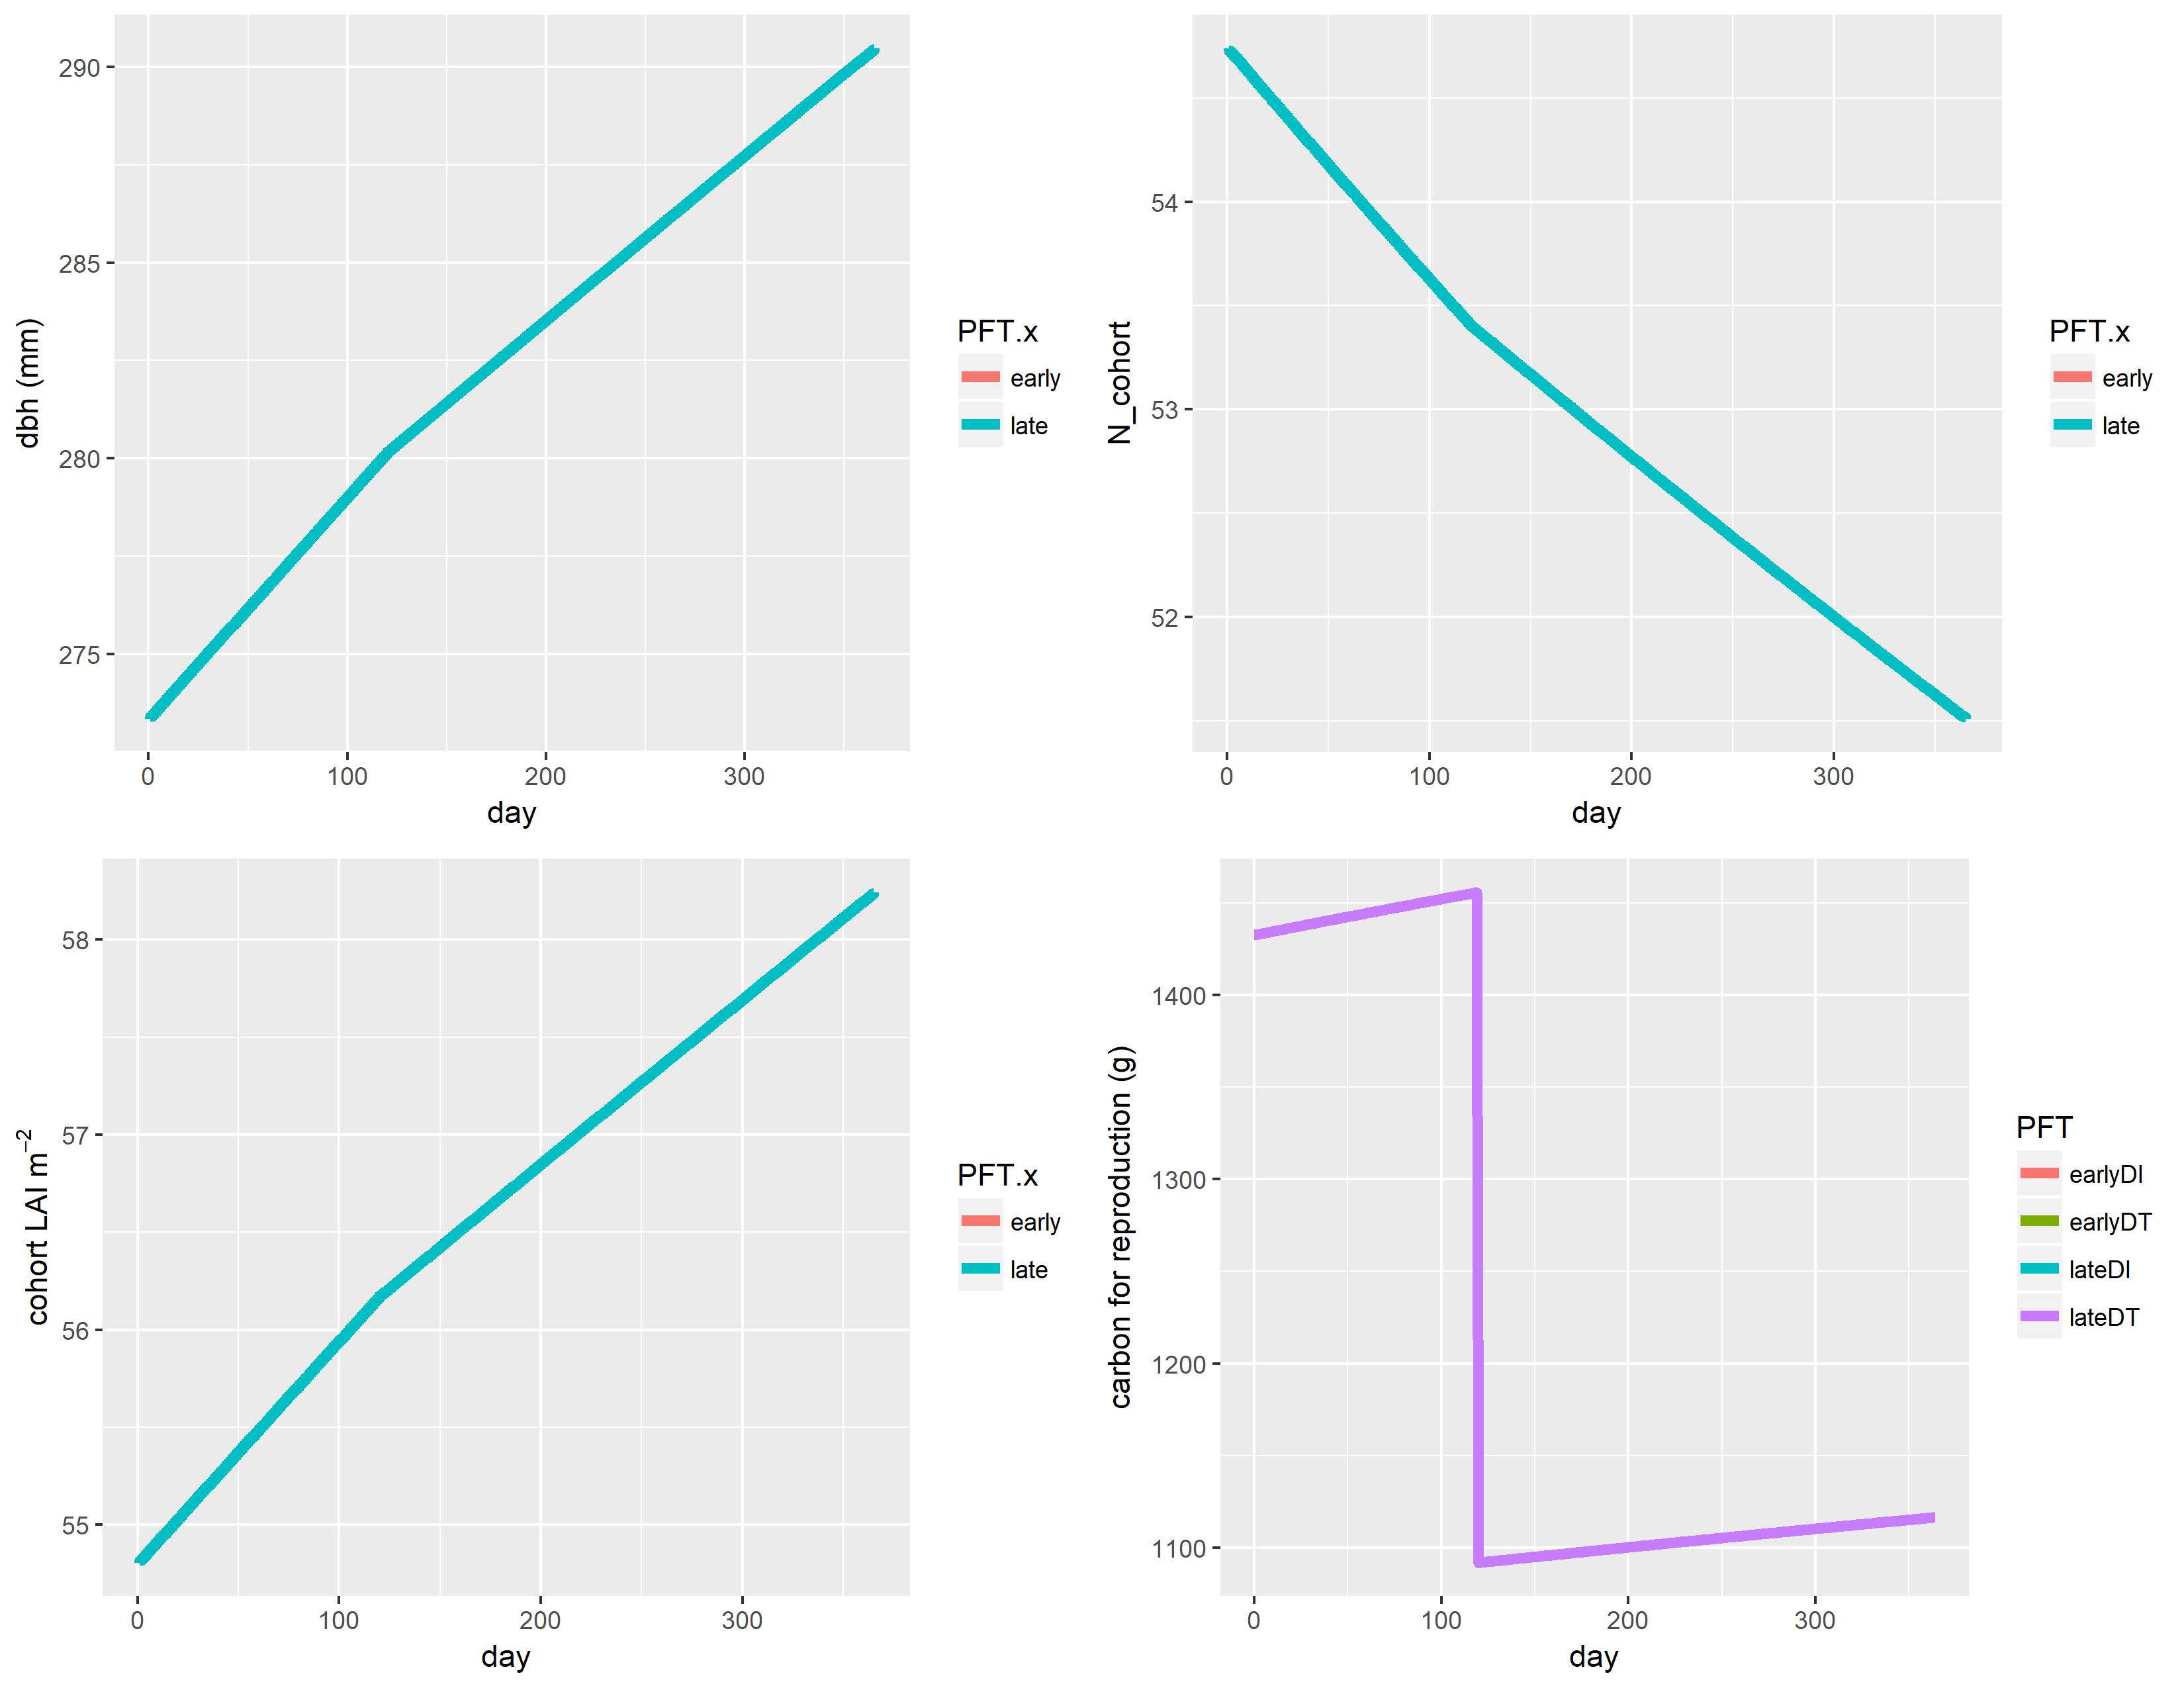 dbh (mm)
290
285
280
275
0 100 200 300
day
PFT.x
early
late
N_cohort
54
53
52
0 100 200 300
day
PFT.x
early
late
cohort LAI m⁻²
58
57
56
55
0 100 200 300
day
PFT.x
early
late
carbon for reproduction (g)
1400
1300
1200
1100
0 100 200 300
day
PFT
earlyDI
earlyDT
lateDI
lateDT